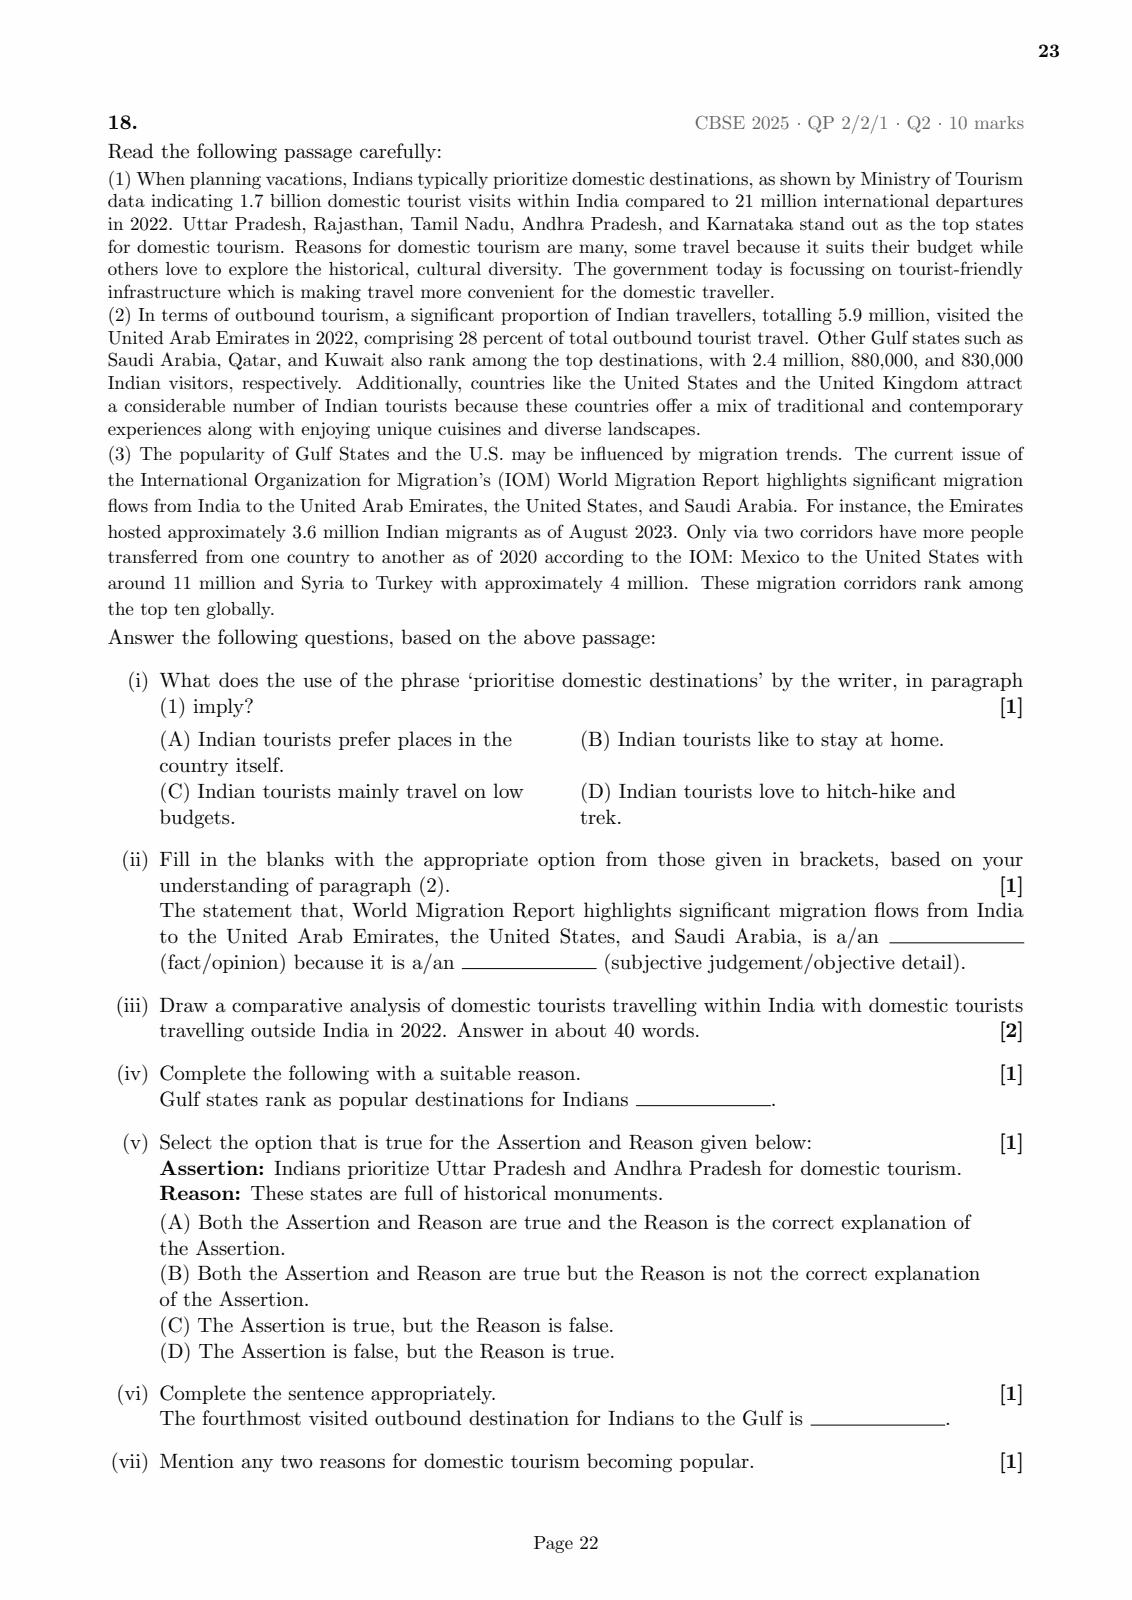 23
18.
CBSE 2025 · QP 2/2/1 · Q2 · 10 marks
Read the following passage carefully:
(1) When planning vacations, Indians typically prioritize domestic destinations, as shown by Ministry of Tourism
data indicating 1.7 billion domestic tourist visits within India compared to 21 million international departures
in 2022. Uttar Pradesh, Rajasthan, Tamil Nadu, Andhra Pradesh, and Karnataka stand out as the top states
for domestic tourism. Reasons for domestic tourism are many, some travel because it suits their budget while
others love to explore the historical, cultural diversity. The government today is focussing on tourist-friendly
infrastructure which is making travel more convenient for the domestic traveller.
(2) In terms of outbound tourism, a significant proportion of Indian travellers, totalling 5.9 million, visited the
United Arab Emirates in 2022, comprising 28 percent of total outbound tourist travel. Other Gulf states such as
Saudi Arabia, Qatar, and Kuwait also rank among the top destinations, with 2.4 million, 880,000, and 830,000
Indian visitors, respectively. Additionally, countries like the United States and the United Kingdom attract
a considerable number of Indian tourists because these countries offer a mix of traditional and contemporary
experiences along with enjoying unique cuisines and diverse landscapes.
(3) The popularity of Gulf States and the U.S. may be influenced by migration trends. The current issue of
the International Organization for Migration's (IOM) World Migration Report highlights significant migration
flows from India to the United Arab Emirates, the United States, and Saudi Arabia. For instance, the Emirates
hosted approximately 3.6 million Indian migrants as of August 2023. Only via two corridors have more people
transferred from one country to another as of 2020 according to the IOM: Mexico to the United States with
around 11 million and Syria to Turkey with approximately 4 million. These migration corridors rank among
the top ten globally.
Answer the following questions, based on the above passage:
(i) What does the use of the phrase ‘prioritise domestic destinations’ by the writer, in paragraph
(1) imply? [1]
(A) Indian tourists prefer places in the
country itself.
(B) Indian tourists like to stay at home.
(C) Indian tourists mainly travel on low
budgets.
(D) Indian tourists love to hitch-hike and
trek.
(ii) Fill in the blanks with the appropriate option from those given in brackets, based on your
understanding of paragraph (2). [1]
The statement that, World Migration Report highlights significant migration flows from India
to the United Arab Emirates, the United States, and Saudi Arabia, is a/an ____________
(fact/opinion) because it is a/an ____________ (subjective judgement/objective detail).
(iii) Draw a comparative analysis of domestic tourists travelling within India with domestic tourists
travelling outside India in 2022. Answer in about 40 words. [2]
(iv) Complete the following with a suitable reason. [1]
Gulf states rank as popular destinations for Indians ____________.
(v) Select the option that is true for the Assertion and Reason given below: [1]
Assertion: Indians prioritize Uttar Pradesh and Andhra Pradesh for domestic tourism.
Reason: These states are full of historical monuments.
(A) Both the Assertion and Reason are true and the Reason is the correct explanation of
the Assertion.
(B) Both the Assertion and Reason are true but the Reason is not the correct explanation
of the Assertion.
(C) The Assertion is true, but the Reason is false.
(D) The Assertion is false, but the Reason is true.
(vi) Complete the sentence appropriately. [1]
The fourthmost visited outbound destination for Indians to the Gulf is ____________.
(vii) Mention any two reasons for domestic tourism becoming popular. [1]
Page 22